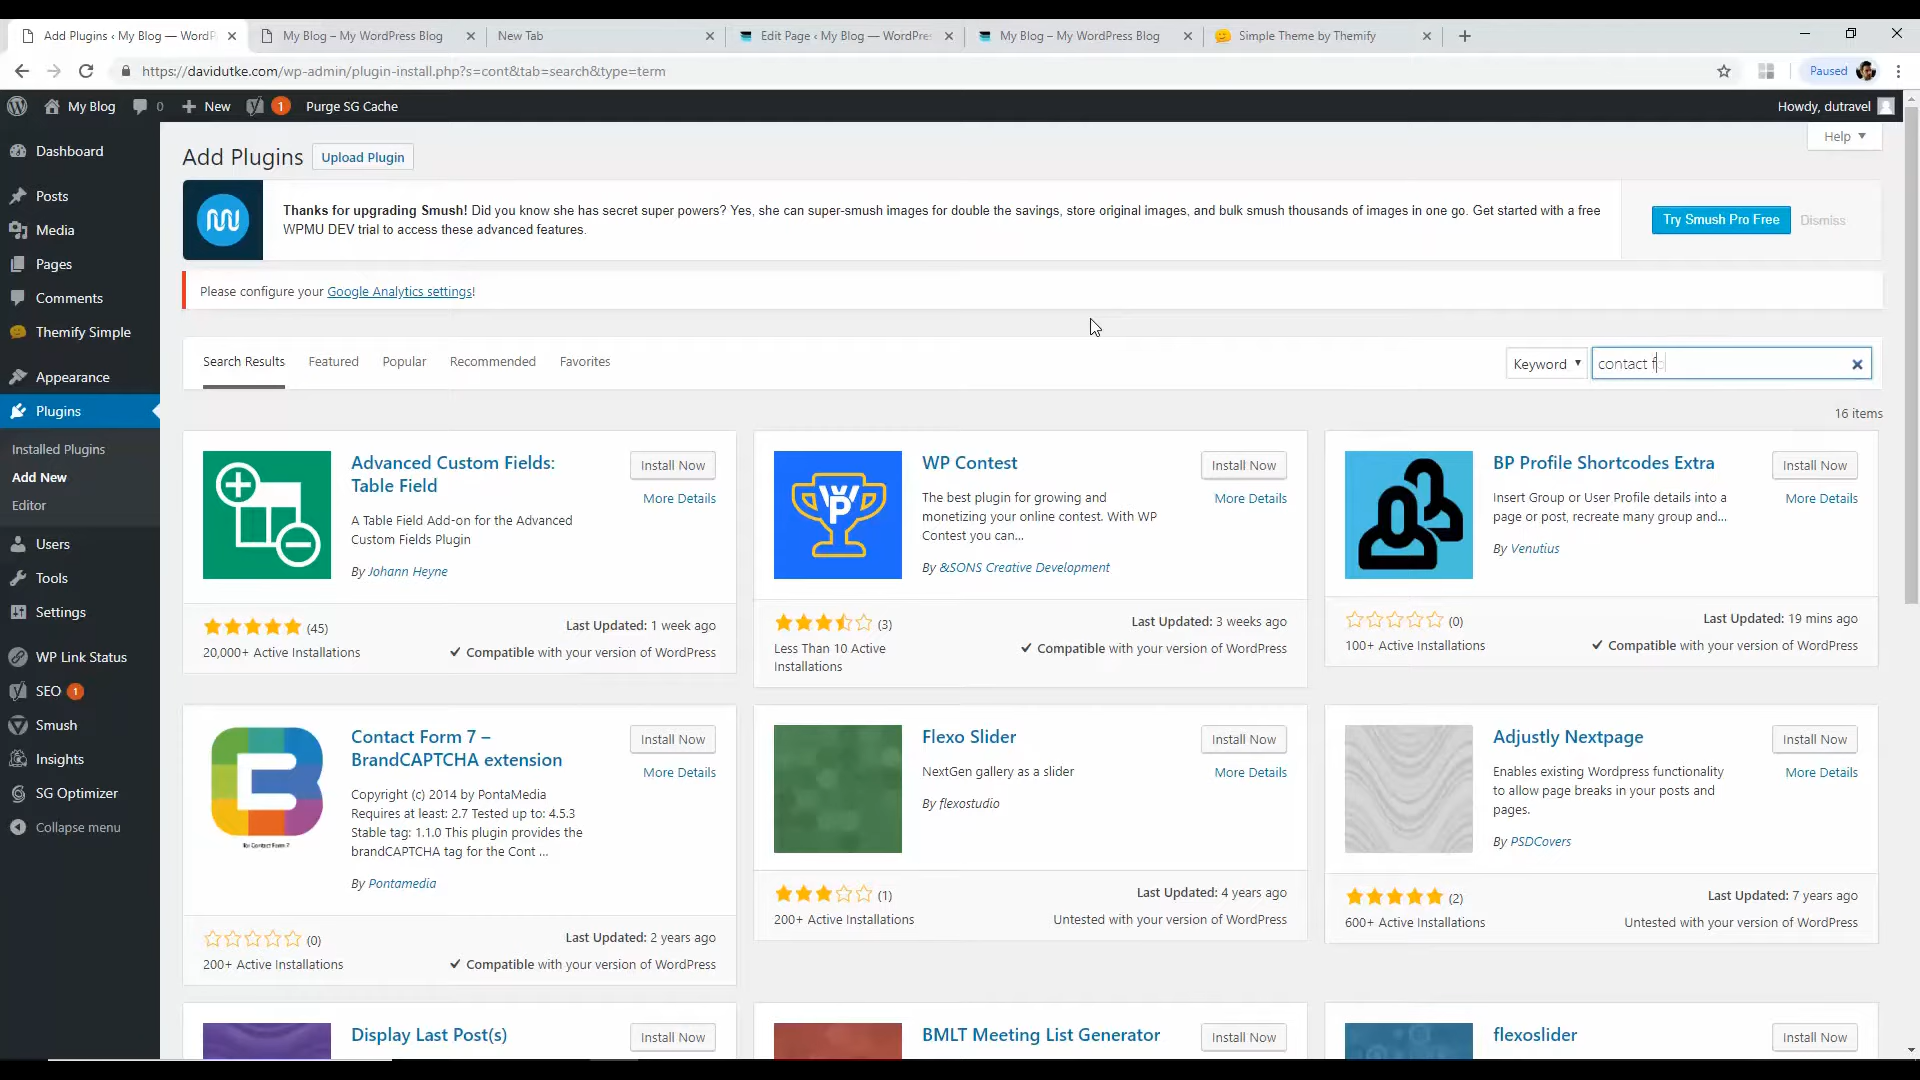 Add Plugins ‹ My Blog — WordP
My Blog – My WordPress Blog
New Tab
Edit Page ‹ My Blog — WordPres
My Blog – My WordPress Blog
Simple Theme by Themify
https://davidutke.com/wp-admin/plugin-install.php?s=cont&tab=search&type=term
Paused
My Blog
0
New
1
Purge SG Cache
Howdy, dutravel
Help
Dashboard
Posts
Media
Pages
Comments
Themify Simple
Appearance
Plugins
Installed Plugins
Add New
Editor
Users
Tools
Settings
WP Link Status
SEO 1
Smush
Insights
SG Optimizer
Collapse menu
Add Plugins
Upload Plugin
Thanks for upgrading Smush! Did you know she has secret super powers? Yes, she can super-smush images for double the savings, store original images, and bulk smush thousands of images in one go. Get started with a free
WPMU DEV trial to access these advanced features.
Try Smush Pro Free
Dismiss
Please configure your Google Analytics settings!
Search Results
Featured
Popular
Recommended
Favorites
Keyword
contact fo
16 items
Advanced Custom Fields:
Table Field
Install Now
More Details
A Table Field Add-on for the Advanced
Custom Fields Plugin
By Johann Heyne
(45)
20,000+ Active Installations
Last Updated: 1 week ago
Compatible with your version of WordPress
WP Contest
Install Now
More Details
The best plugin for growing and
monetizing your online contest. With WP
Contest you can...
By &SONS Creative Development
(3)
Less Than 10 Active
Installations
Last Updated: 3 weeks ago
Compatible with your version of WordPress
BP Profile Shortcodes Extra
Install Now
More Details
Insert Group or User Profile details into a
page or post, recreate many group and...
By Venutius
(0)
100+ Active Installations
Last Updated: 19 mins ago
Compatible with your version of WordPress
for Contact Form 7
Contact Form 7 –
BrandCAPTCHA extension
Install Now
More Details
Copyright (c) 2014 by PontaMedia
Requires at least: 2.7 Tested up to: 4.5.3
Stable tag: 1.1.0 This plugin provides the
brandCAPTCHA tag for the Cont ...
By Pontamedia
(0)
200+ Active Installations
Last Updated: 2 years ago
Compatible with your version of WordPress
Flexo Slider
Install Now
More Details
NextGen gallery as a slider
By flexostudio
(1)
200+ Active Installations
Last Updated: 4 years ago
Untested with your version of WordPress
Adjustly Nextpage
Install Now
More Details
Enables existing Wordpress functionality
to allow page breaks in your posts and
pages.
By PSDCovers
(2)
600+ Active Installations
Last Updated: 7 years ago
Untested with your version of WordPress
Display Last Post(s)
Install Now
BMLT Meeting List Generator
Install Now
flexoslider
Install Now